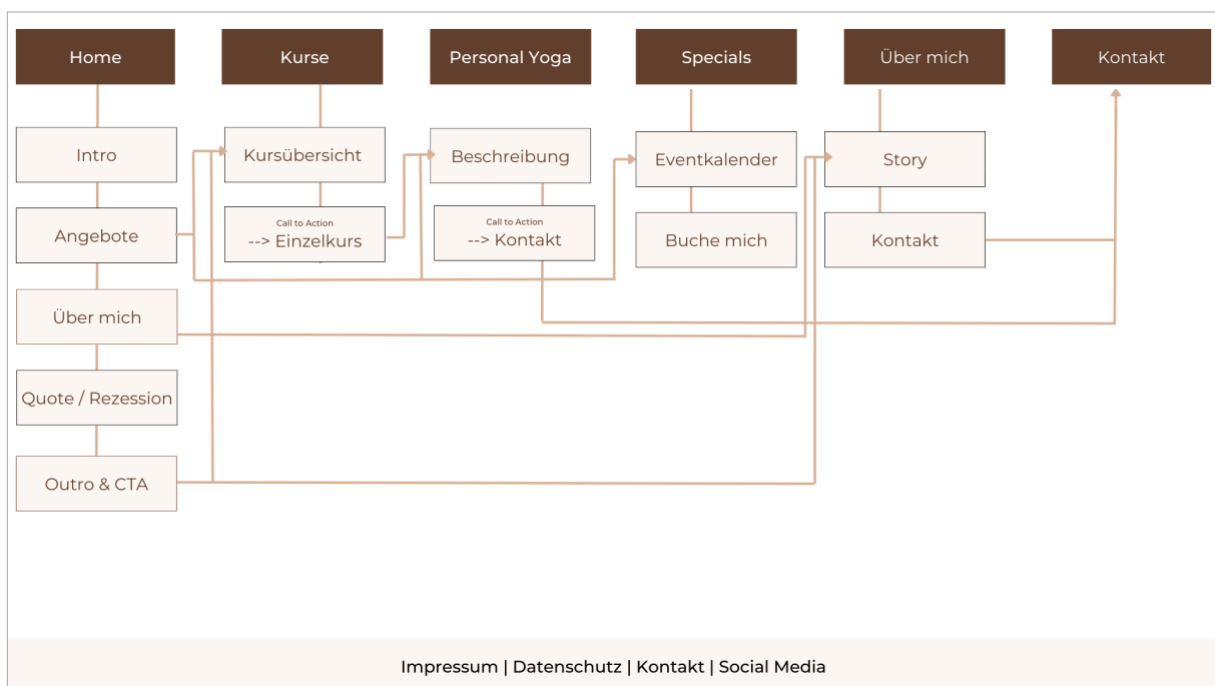 Home
Kurse
Personal Yoga
Specials
Über mich
Kontakt
Intro
Kursübersicht
Beschreibung
Eventkalender
Story
Angebote
Call to Action
--> Einzelkurs
Call to Action
--> Kontakt
Buche mich
Kontakt
Über mich
Quote / Rezession
Outro & CTA
Impressum | Datenschutz | Kontakt | Social Media